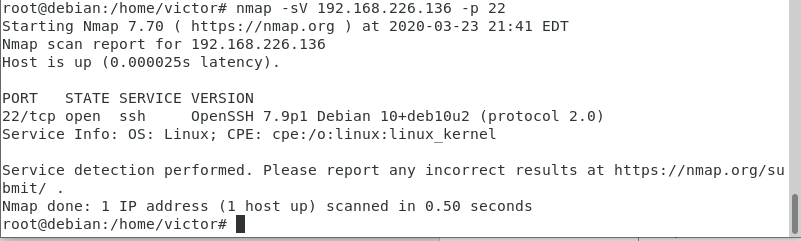 root@debian:/home/victor# nmap -sV 192.168.226.136 -p 22
Starting Nmap 7.70 ( https://nmap.org ) at 2020-03-23 21:41 EDT
Nmap scan report for 192.168.226.136
Host is up (0.000025s latency).

PORT   STATE SERVICE VERSION
22/tcp open  ssh     OpenSSH 7.9p1 Debian 10+deb10u2 (protocol 2.0)
Service Info: OS: Linux; CPE: cpe:/o:linux:linux_kernel

Service detection performed. Please report any incorrect results at https://nmap.org/su
bmit/ .
Nmap done: 1 IP address (1 host up) scanned in 0.50 seconds
root@debian:/home/victor#